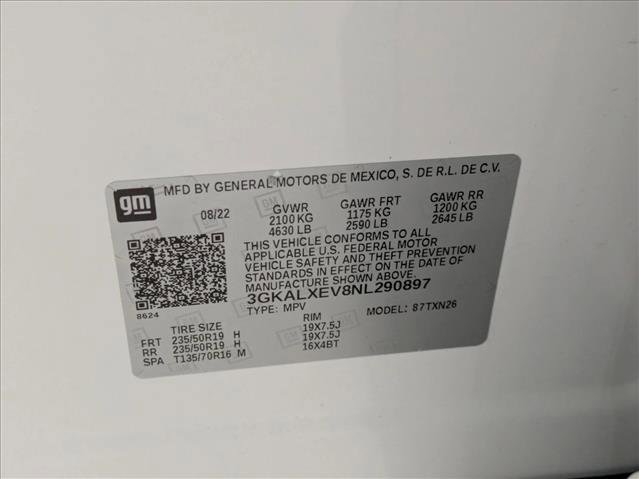 gm
MFD BY GENERAL MOTORS DE MEXICO, S. DE R.L. DE C.V.
08/22 GVWR GAWR FRT GAWR RR
2100 KG 1175 KG 1200 KG
4630 LB 2590 LB 2645 LB
THIS VEHICLE CONFORMS TO ALL
APPLICABLE U.S. FEDERAL MOTOR
VEHICLE SAFETY AND THEFT PREVENTION
STANDARDS IN EFFECT ON THE DATE OF
MANUFACTURE SHOWN ABOVE.
3GKALXEV8NL290897
8624 TYPE: MPV MODEL: 87TXN26
TIRE SIZE RIM
FRT 235/50R19 H 19X7.5J
RR 235/50R19 H 19X7.5J
SPA T135/70R16 M 16X4BT